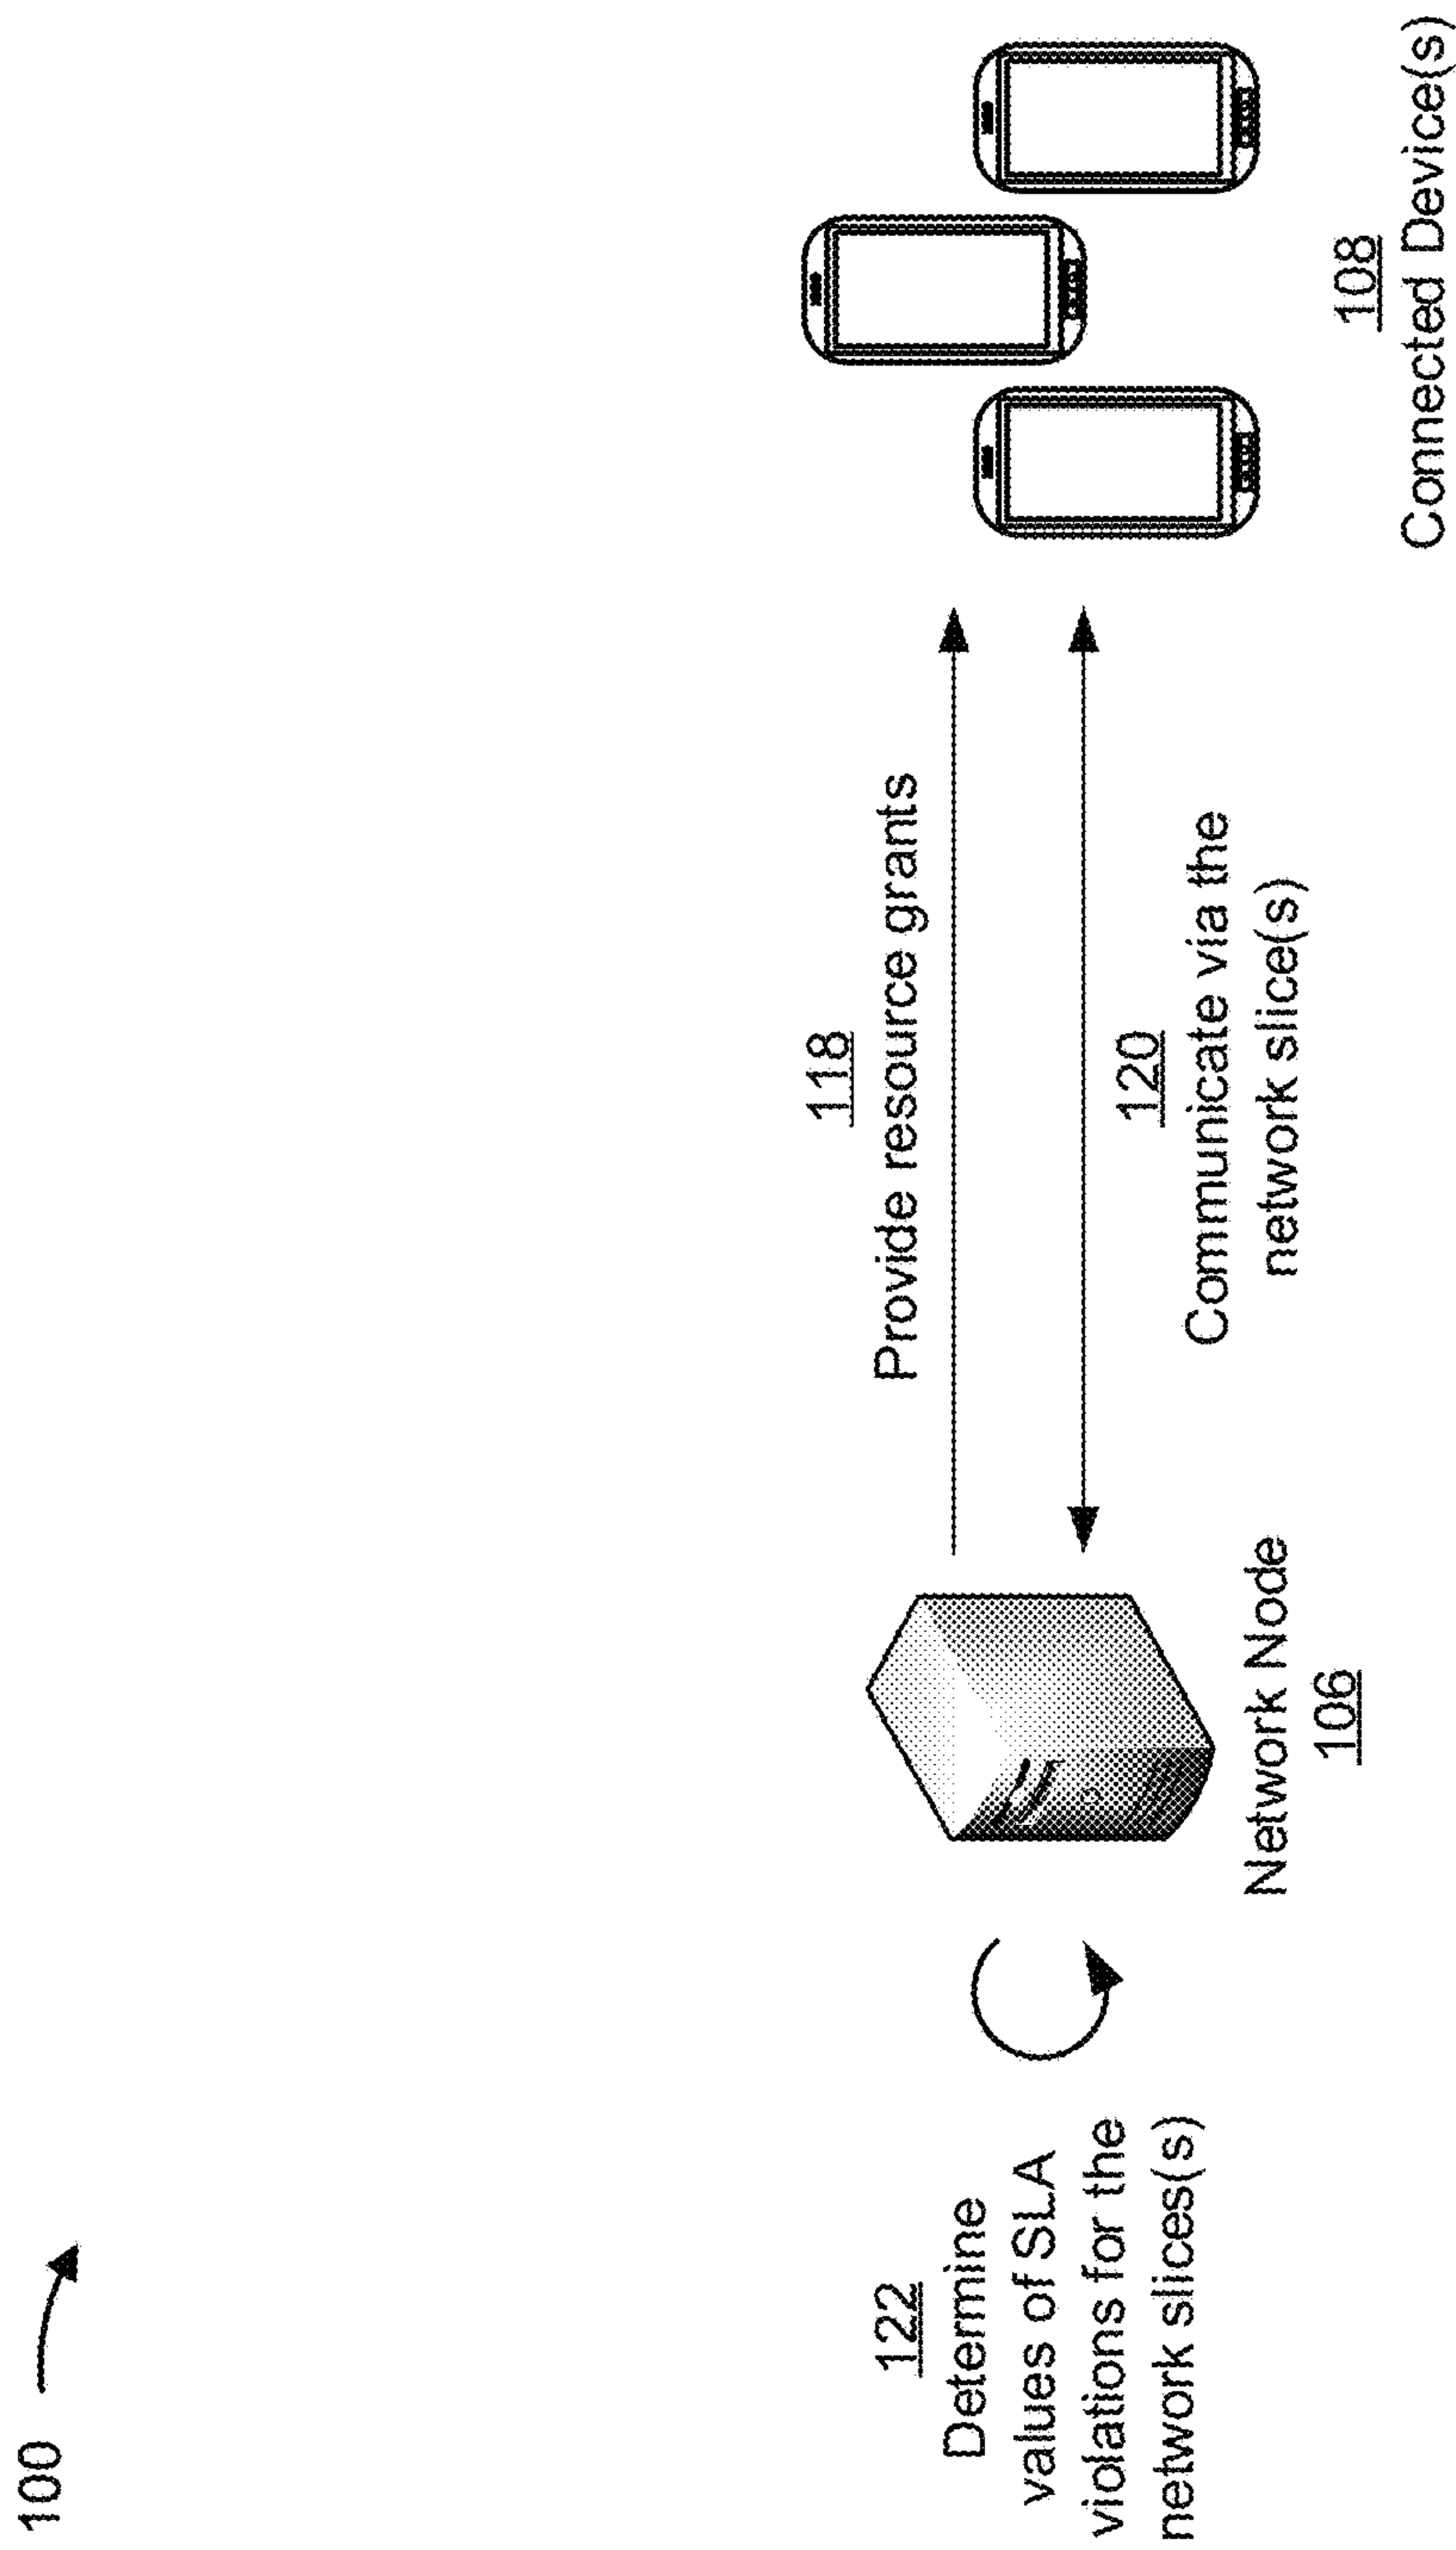 100
122
Determine
values of SLA
violations for the
network slices(s)
Network Node
106
118
Provide resource grants
120
Communicate via the
network slice(s)
108
Connected Device(s)